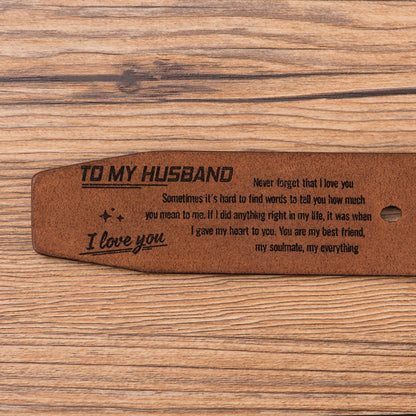 TO MY HUSBAND
Never forget that I love you
Sometimes it's hard to find words to tell you how much
you mean to me. If I did anything right in my life, it was when
I gave my heart to you. You are my best friend,
my soulmate, my everything
I love you